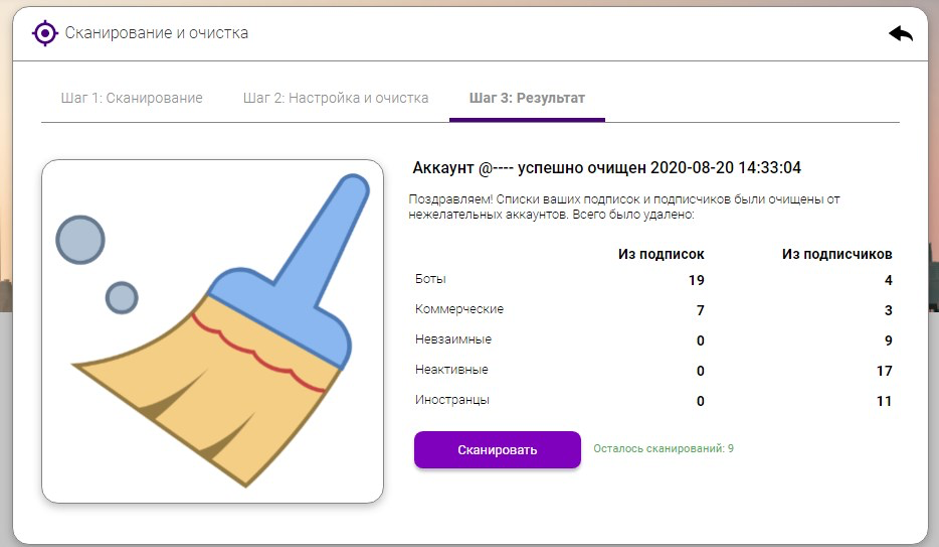 Сканирование и очистка
Шаг 1: Сканирование Шаг 2: Настройка и очистка Шаг 3: Результат
Аккаунт @---- успешно очищен 2020-08-20 14:33:04
Поздравляем! Списки ваших подписок и подписчиков были очищены от
нежелательных аккаунтов. Всего было удалено:
Из подписок Из подписчиков
Боты 19 4
Коммерческие 7 3
Невзаимные 0 9
Неактивные 0 17
Иностранцы 0 11
Сканировать Осталось сканирований: 9